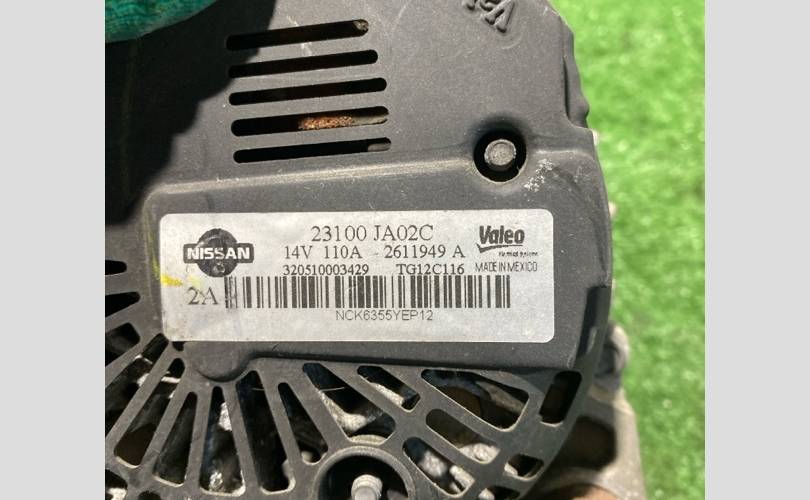 NISSAN
23100 JA02C
14V 110A - 2611949 A
320510003429 TG12C116
Valeo
MADE IN MEXICO
2A
NCK6355YEP12